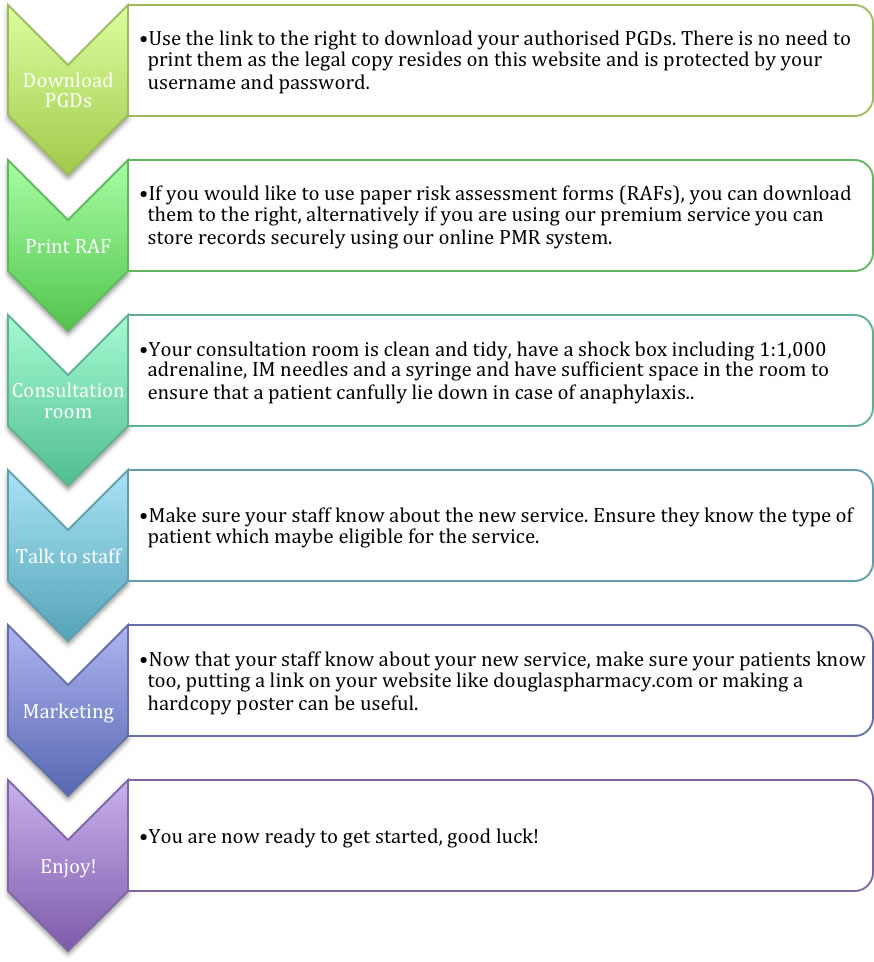 Download
PGDs
•Use the link to the right to download your authorised PGDs. There is no need to
print them as the legal copy resides on this website and is protected by your
username and password.
Print RAF
•If you would like to use paper risk assessment forms (RAFs), you can download
them to the right, alternatively if you are using our premium service you can
store records securely using our online PMR system.
Consultation
room
•Your consultation room is clean and tidy, have a shock box including 1:1,000
adrenaline, IM needles and a syringe and have sufficient space in the room to
ensure that a patient canfully lie down in case of anaphylaxis..
Talk to staff
•Make sure your staff know about the new service. Ensure they know the type of
patient which maybe eligible for the service.
Marketing
•Now that your staff know about your new service, make sure your patients know
too, putting a link on your website like douglaspharmacy.com or making a
hardcopy poster can be useful.
Enjoy!
•You are now ready to get started, good luck!